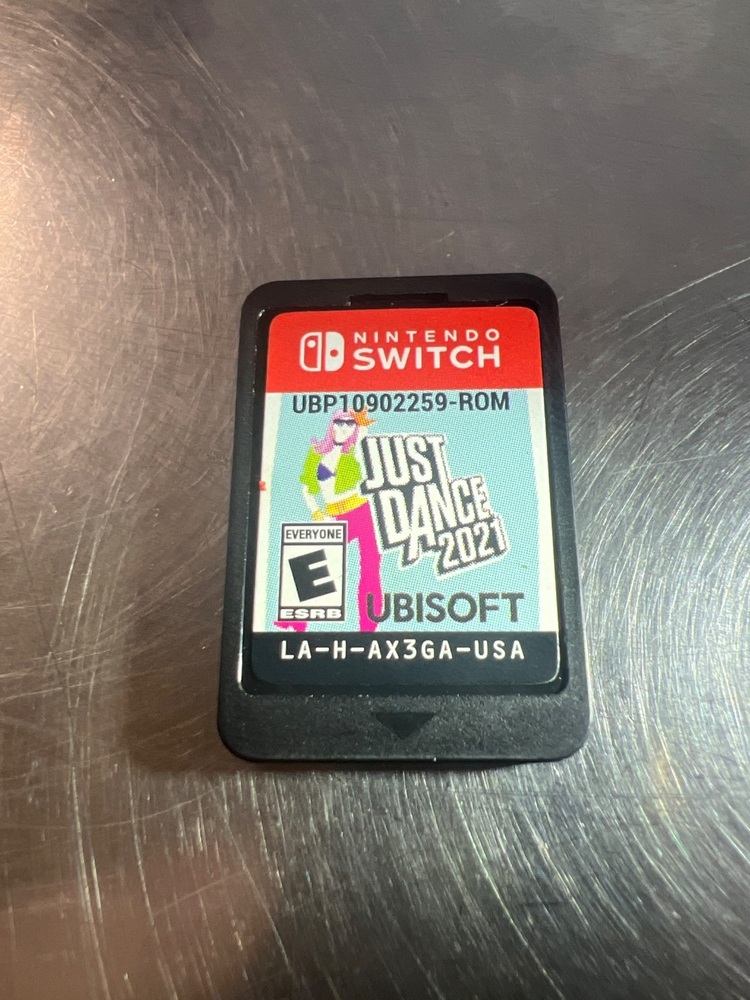 NINTENDO
SWITCH
UBP10902259-ROM
JUST
DANCE
2021
EVERYONE
E
ESRB
UBISOFT
LA-H-AX3GA-USA